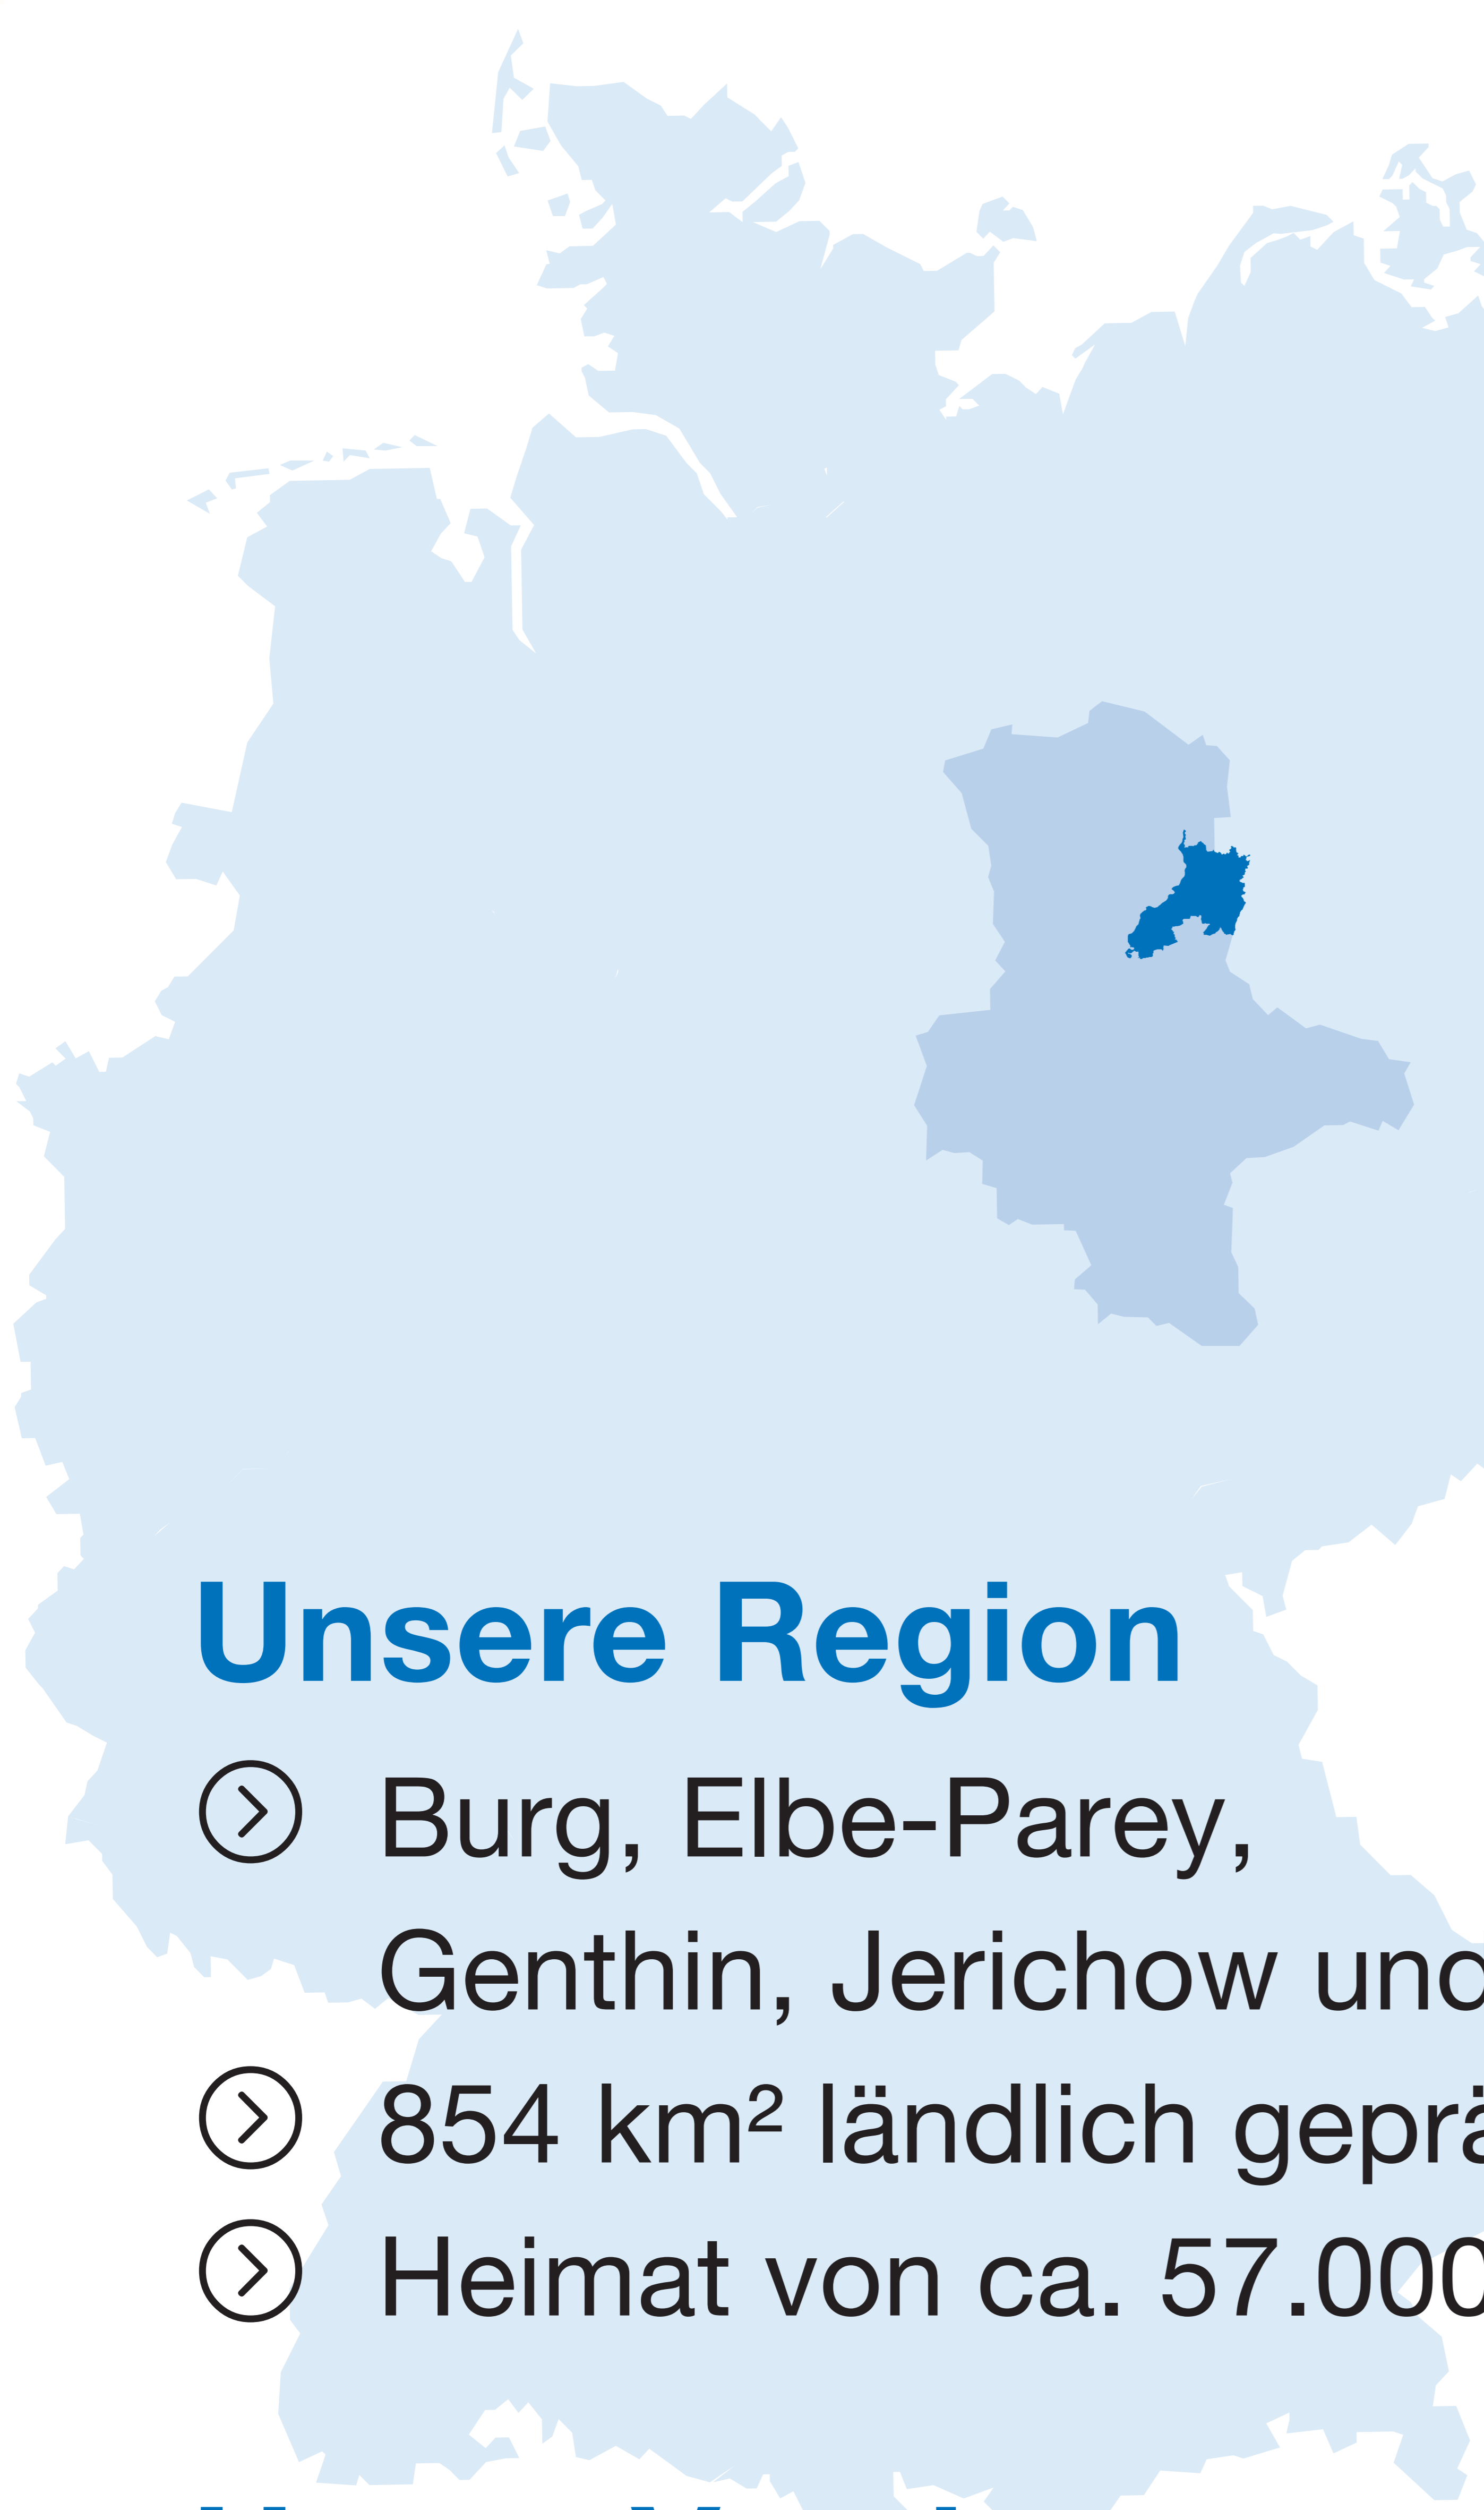 Unsere Region
Burg, Elbe-Parey,
Genthin, Jerichow und
854 km² ländlich geprä
Heimat von ca. 57.000